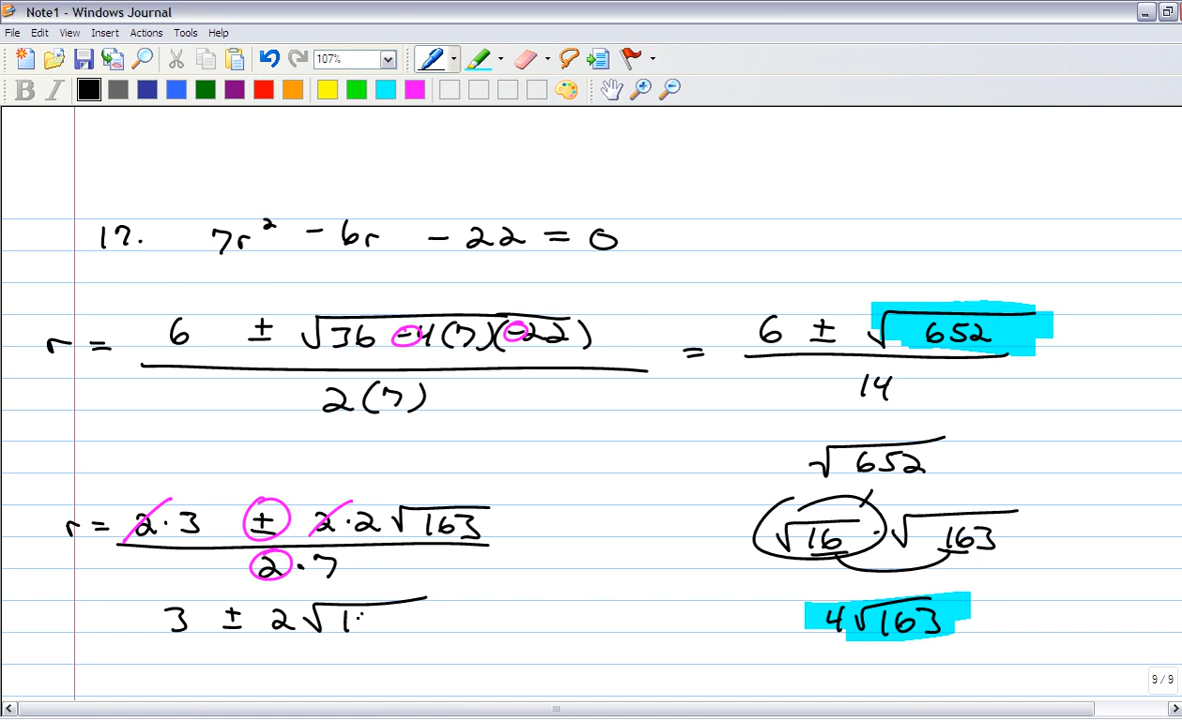 Note1 - Windows Journal
File Edit View Insert Actions Tools Help
107%
B I
17. 7r² - 6r - 22 = 0
r = 6 ± √36 -4(7)(-22) / 2(7) = 6 ± √652 / 14
√652
√16 · √163
r = 2·3 ± 2·2√163 / 2·7
3 ± 2√1
4√163
9 / 9